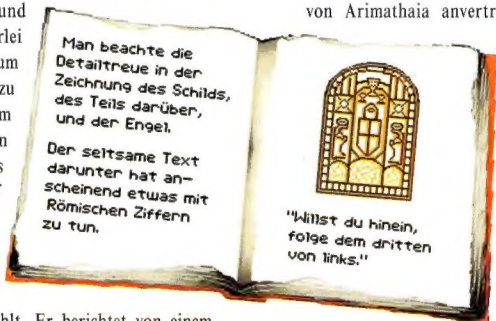 und
von Arimathaia anvertr
rlei
um
zu
m
n
s
Man beachte die
Detailtreue in der
Zeichnung des Schilds,
des Teils darüber,
und der Engel.
Der seltsame Text
darunter hat an-
scheinend etwas mit
Römischen Ziffern
zu tun.
"Willst du hinein,
folge dem dritten
von links."
hlt. Er berichtet von einem